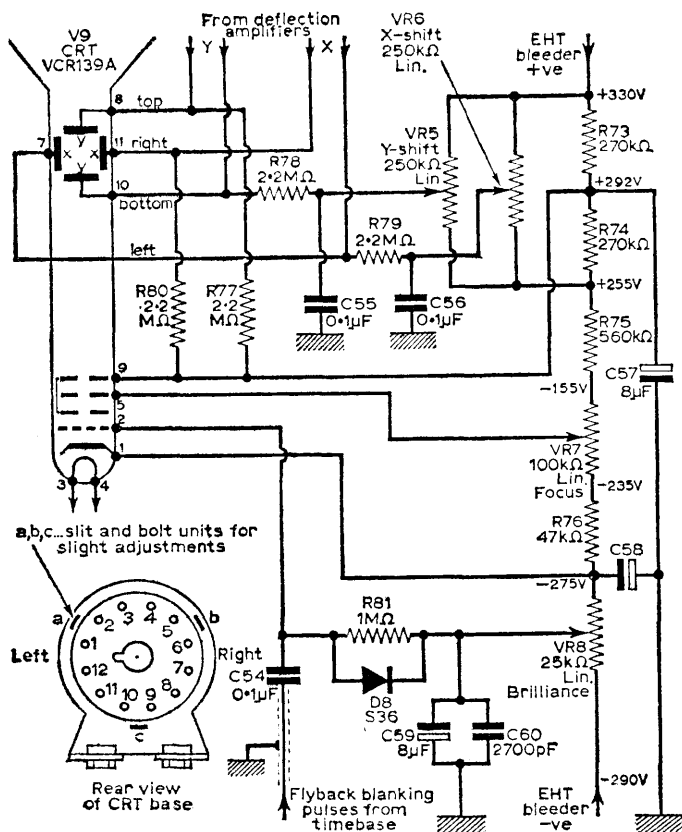 V9
CRT
VCR139A
From deflection
amplifiers
Y
X
VR6
X-shift
250kΩ
Lin.
EHT
bleeder
+ve
8
top
+330V
7
y
x
x
y
11
right
VR5
Y-shift
250kΩ
Lin
R73
270kΩ
10
bottom
R78
2·2MΩ
+292V
left
R79
2·2MΩ
R74
270kΩ
R80
2·2
MΩ
R77
2·2
MΩ
C55
0·1μF
C56
0·1μF
+255V
R75
560kΩ
9
C57
8μF
5
-155V
2
VR7
100kΩ
Lin.
Focus
1
3
4
-235V
R76
47kΩ
C58
a,b,c...slit and bolt units for
slight adjustments
-275V
R81
1MΩ
a
b
1
2
3
4
5
6
7
8
9
10
11
12
c
Left
Right
C54
0·1μF
D8
S36
VR8
25kΩ
Lin.
Brilliance
C59
8μF
C60
2700pF
-290V
Rear view
of CRT base
Flyback blanking
pulses from
timebase
EHT
bleeder
-ve